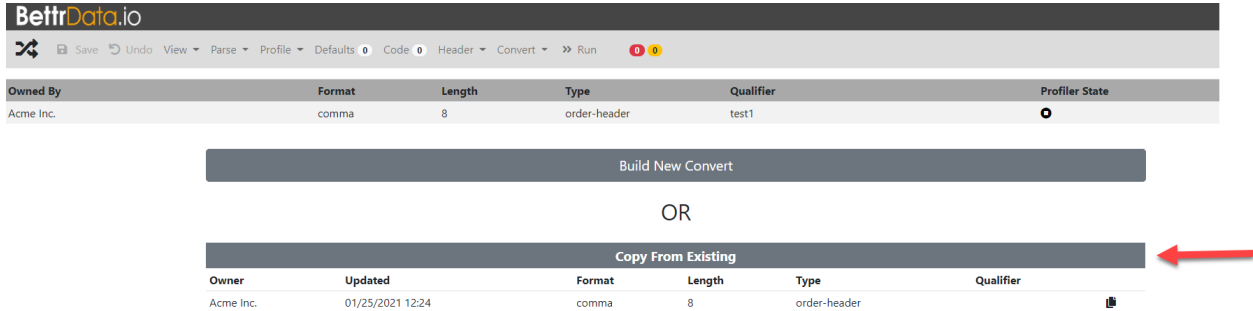 BettrData.io
Save Undo View Parse Profile Defaults 0 Code 0 Header Convert Run 0 0
Owned By Format Length Type Qualifier Profiler State
Acme Inc. comma 8 order-header test1
Build New Convert
OR
Copy From Existing
Owner Updated Format Length Type Qualifier
Acme Inc. 01/25/2021 12:24 comma 8 order-header